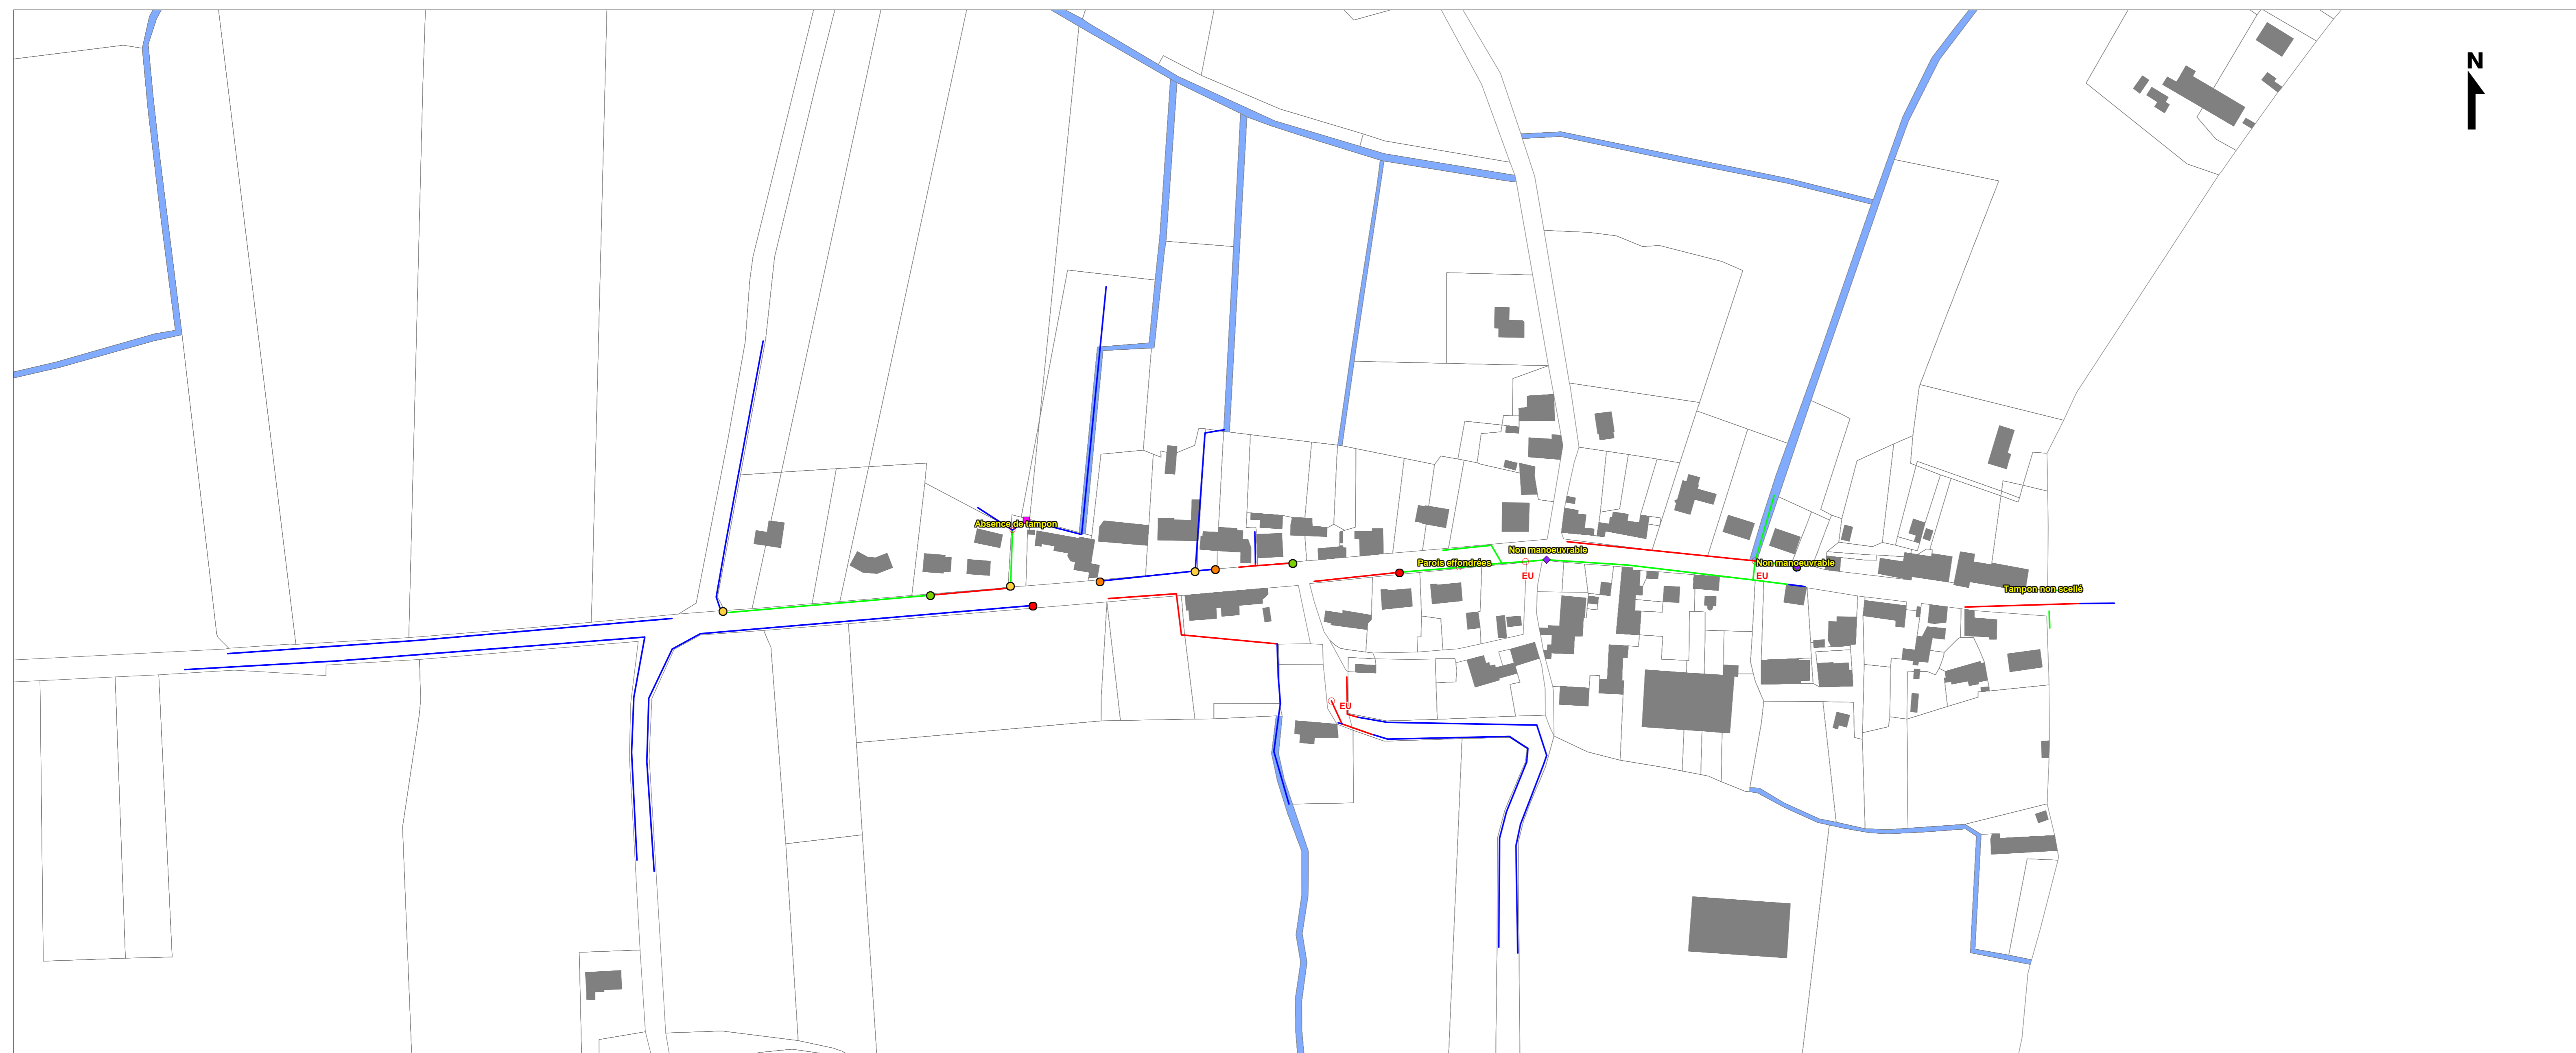 N
Absence de tampon
Non manoeuvrable
Parois effondrées
Non manoeuvrable
EU
EU
Tampon non scellé
EU